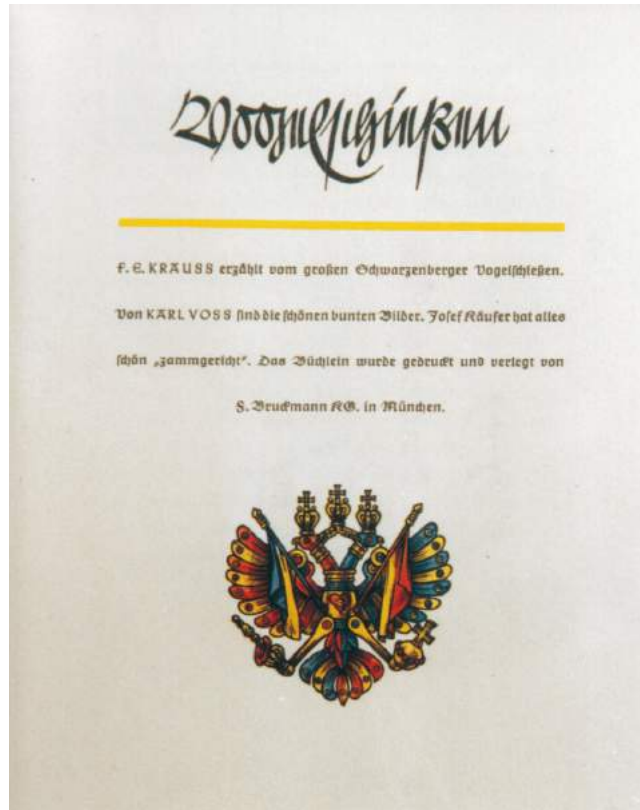 Vogelschießen
F. E. KRAUSS erzählt vom großen Schwarzenberger Vogelschießen.
Von KARL VOSS sind die schönen bunten Bilder. Josef Käufer hat alles
schön „zammgericht“. Das Büchlein wurde gedruckt und verlegt von
F. Bruckmann KG. in München.